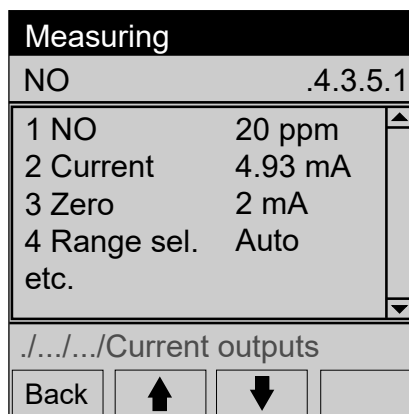 Measuring
NO .4.3.5.1
1 NO 20 ppm
2 Current 4.93 mA
3 Zero 2 mA
4 Range sel. Auto
etc.
./.../.../Current outputs
Back